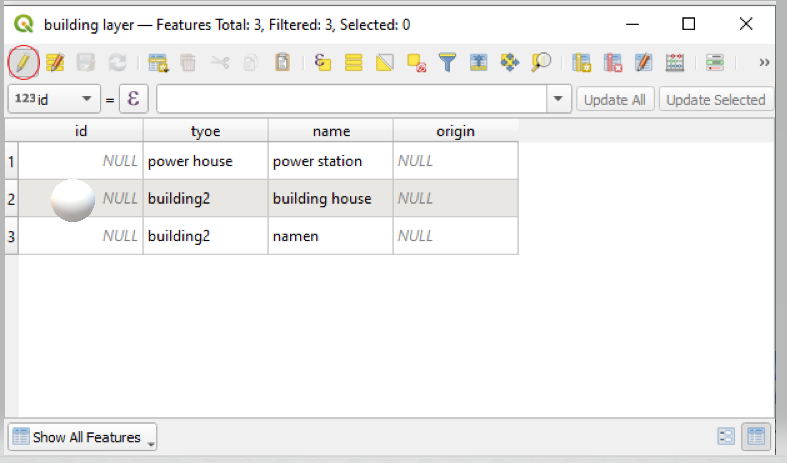 building layer — Features Total: 3, Filtered: 3, Selected: 0
123 id = ε Update All Update Selected
id tyoe name origin
1 NULL power house power station NULL
2 NULL building2 building house NULL
3 NULL building2 namen NULL
Show All Features